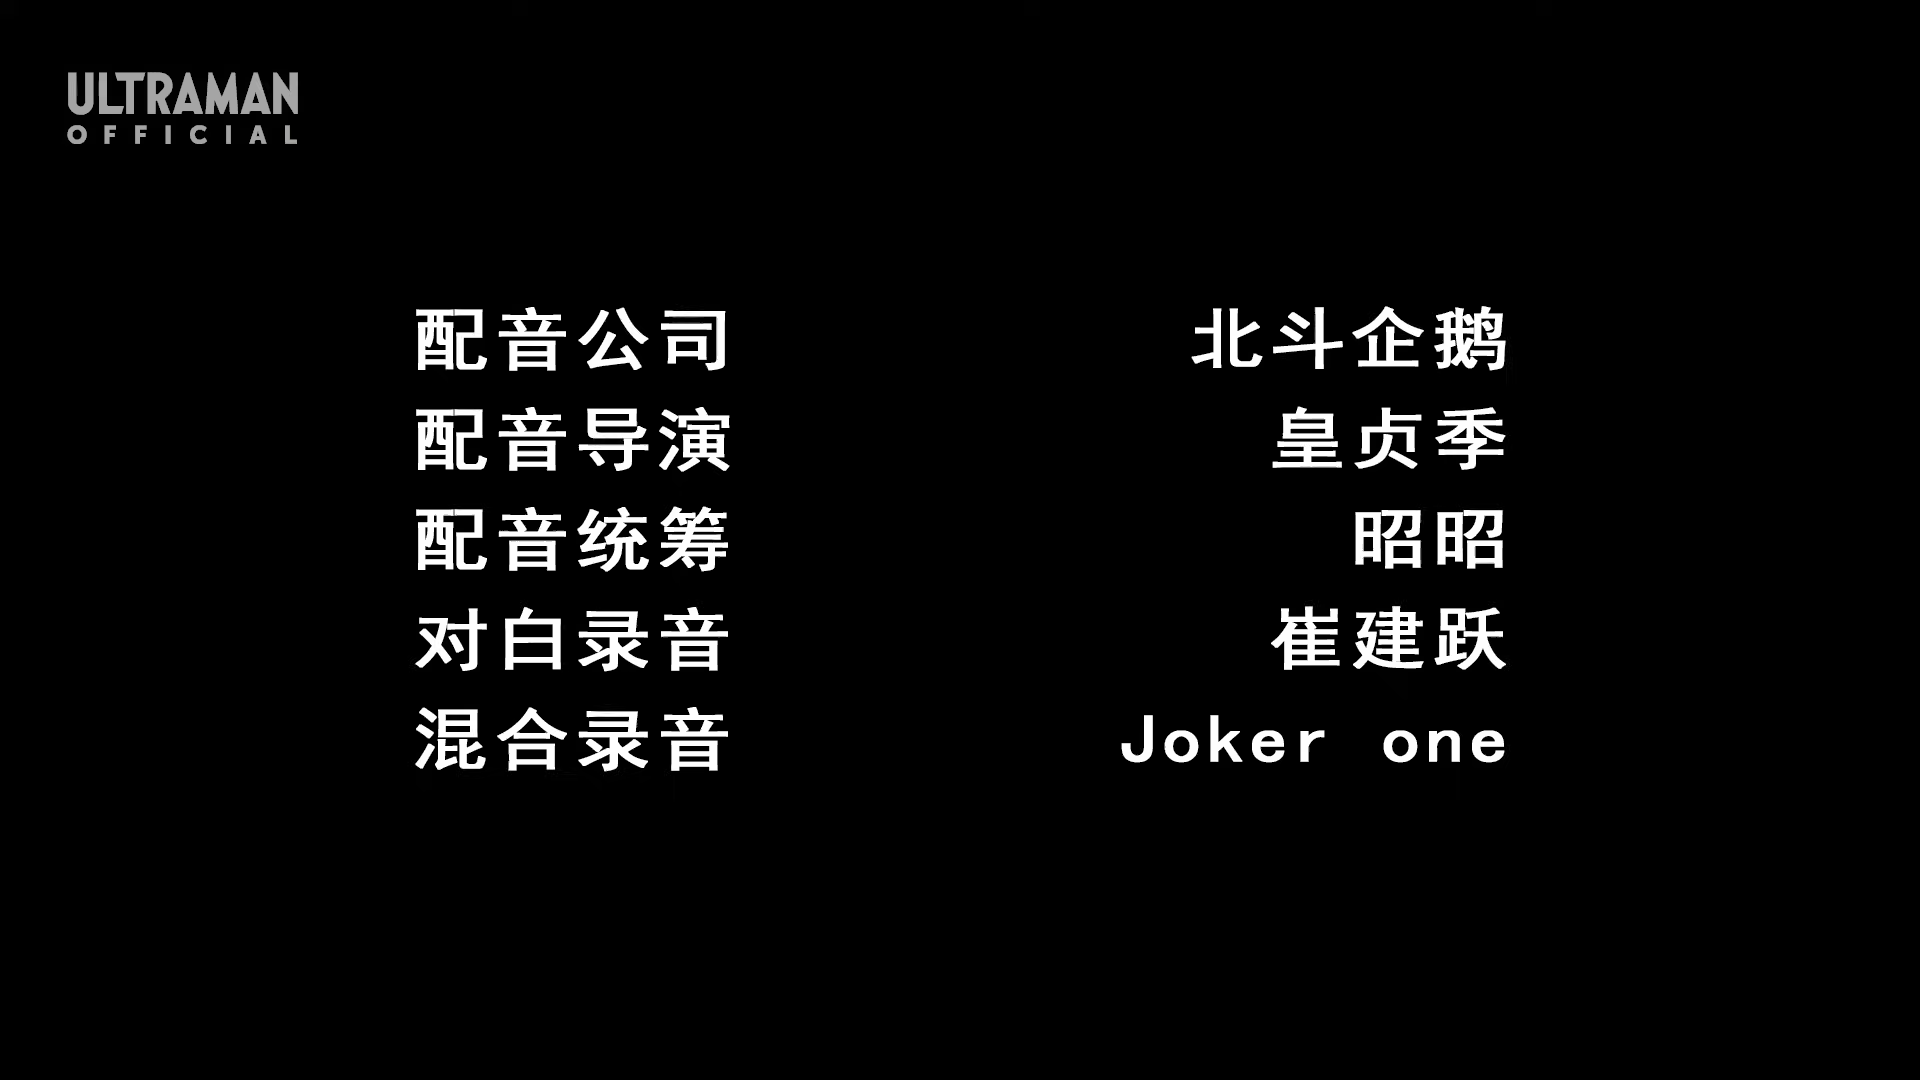 ULTRAMAN
OFFICIAL
配音公司 北斗企鹅
配音导演 皇贞季
配音统筹 昭昭
对白录音 崔建跃
混合录音 Joker one